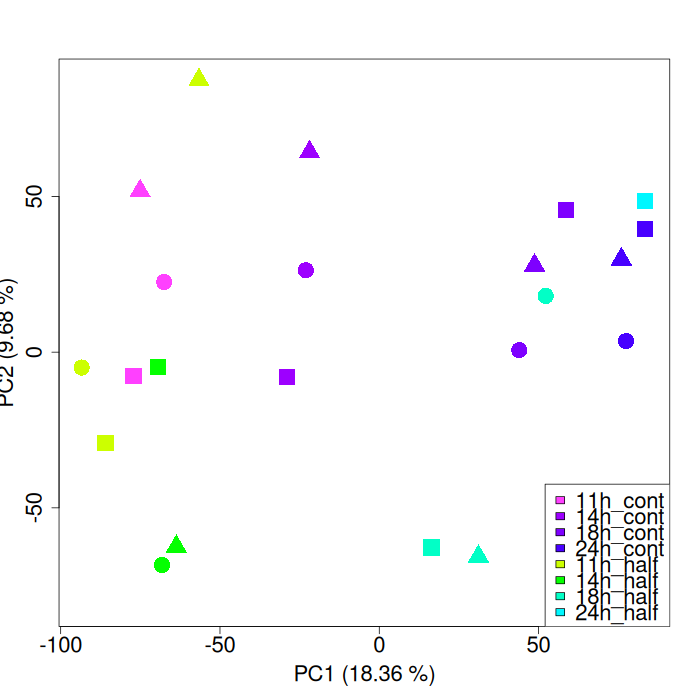 50
0
-50
PC2 (9.68 %)
11h_cont
14h_cont
18h_cont
24h_cont
11h_half
14h_half
18h_half
24h_half
-100
-50
0
50
PC1 (18.36 %)